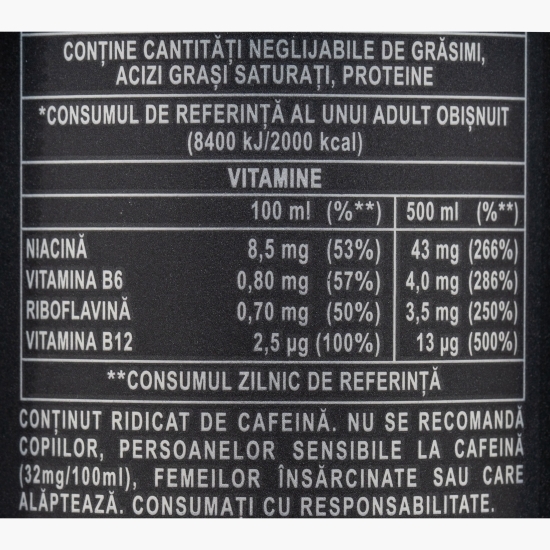 CONȚINE CANTITĂȚI NEGLIJABILE DE GRĂSIMI,
ACIZI GRAȘI SATURAȚI, PROTEINE
*CONSUMUL DE REFERINȚĂ AL UNUI ADULT OBIȘNUIT
(8400 kJ/2000 kcal)
VITAMINE
100 ml (%**) 500 ml (%**)
NIACINĂ 8,5 mg (53%) 43 mg (266%)
VITAMINA B6 0,80 mg (57%) 4,0 mg (286%)
RIBOFLAVINĂ 0,70 mg (50%) 3,5 mg (250%)
VITAMINA B12 2,5 µg (100%) 13 µg (500%)
**CONSUMUL ZILNIC DE REFERINȚĂ
CONȚINUT RIDICAT DE CAFEINĂ. NU SE RECOMANDĂ
COPIILOR, PERSOANELOR SENSIBILE LA CAFEINĂ
(32mg/100ml), FEMEILOR ÎNSĂRCINATE SAU CARE
ALĂPTEAZĂ. CONSUMAȚI CU RESPONSABILITATE.